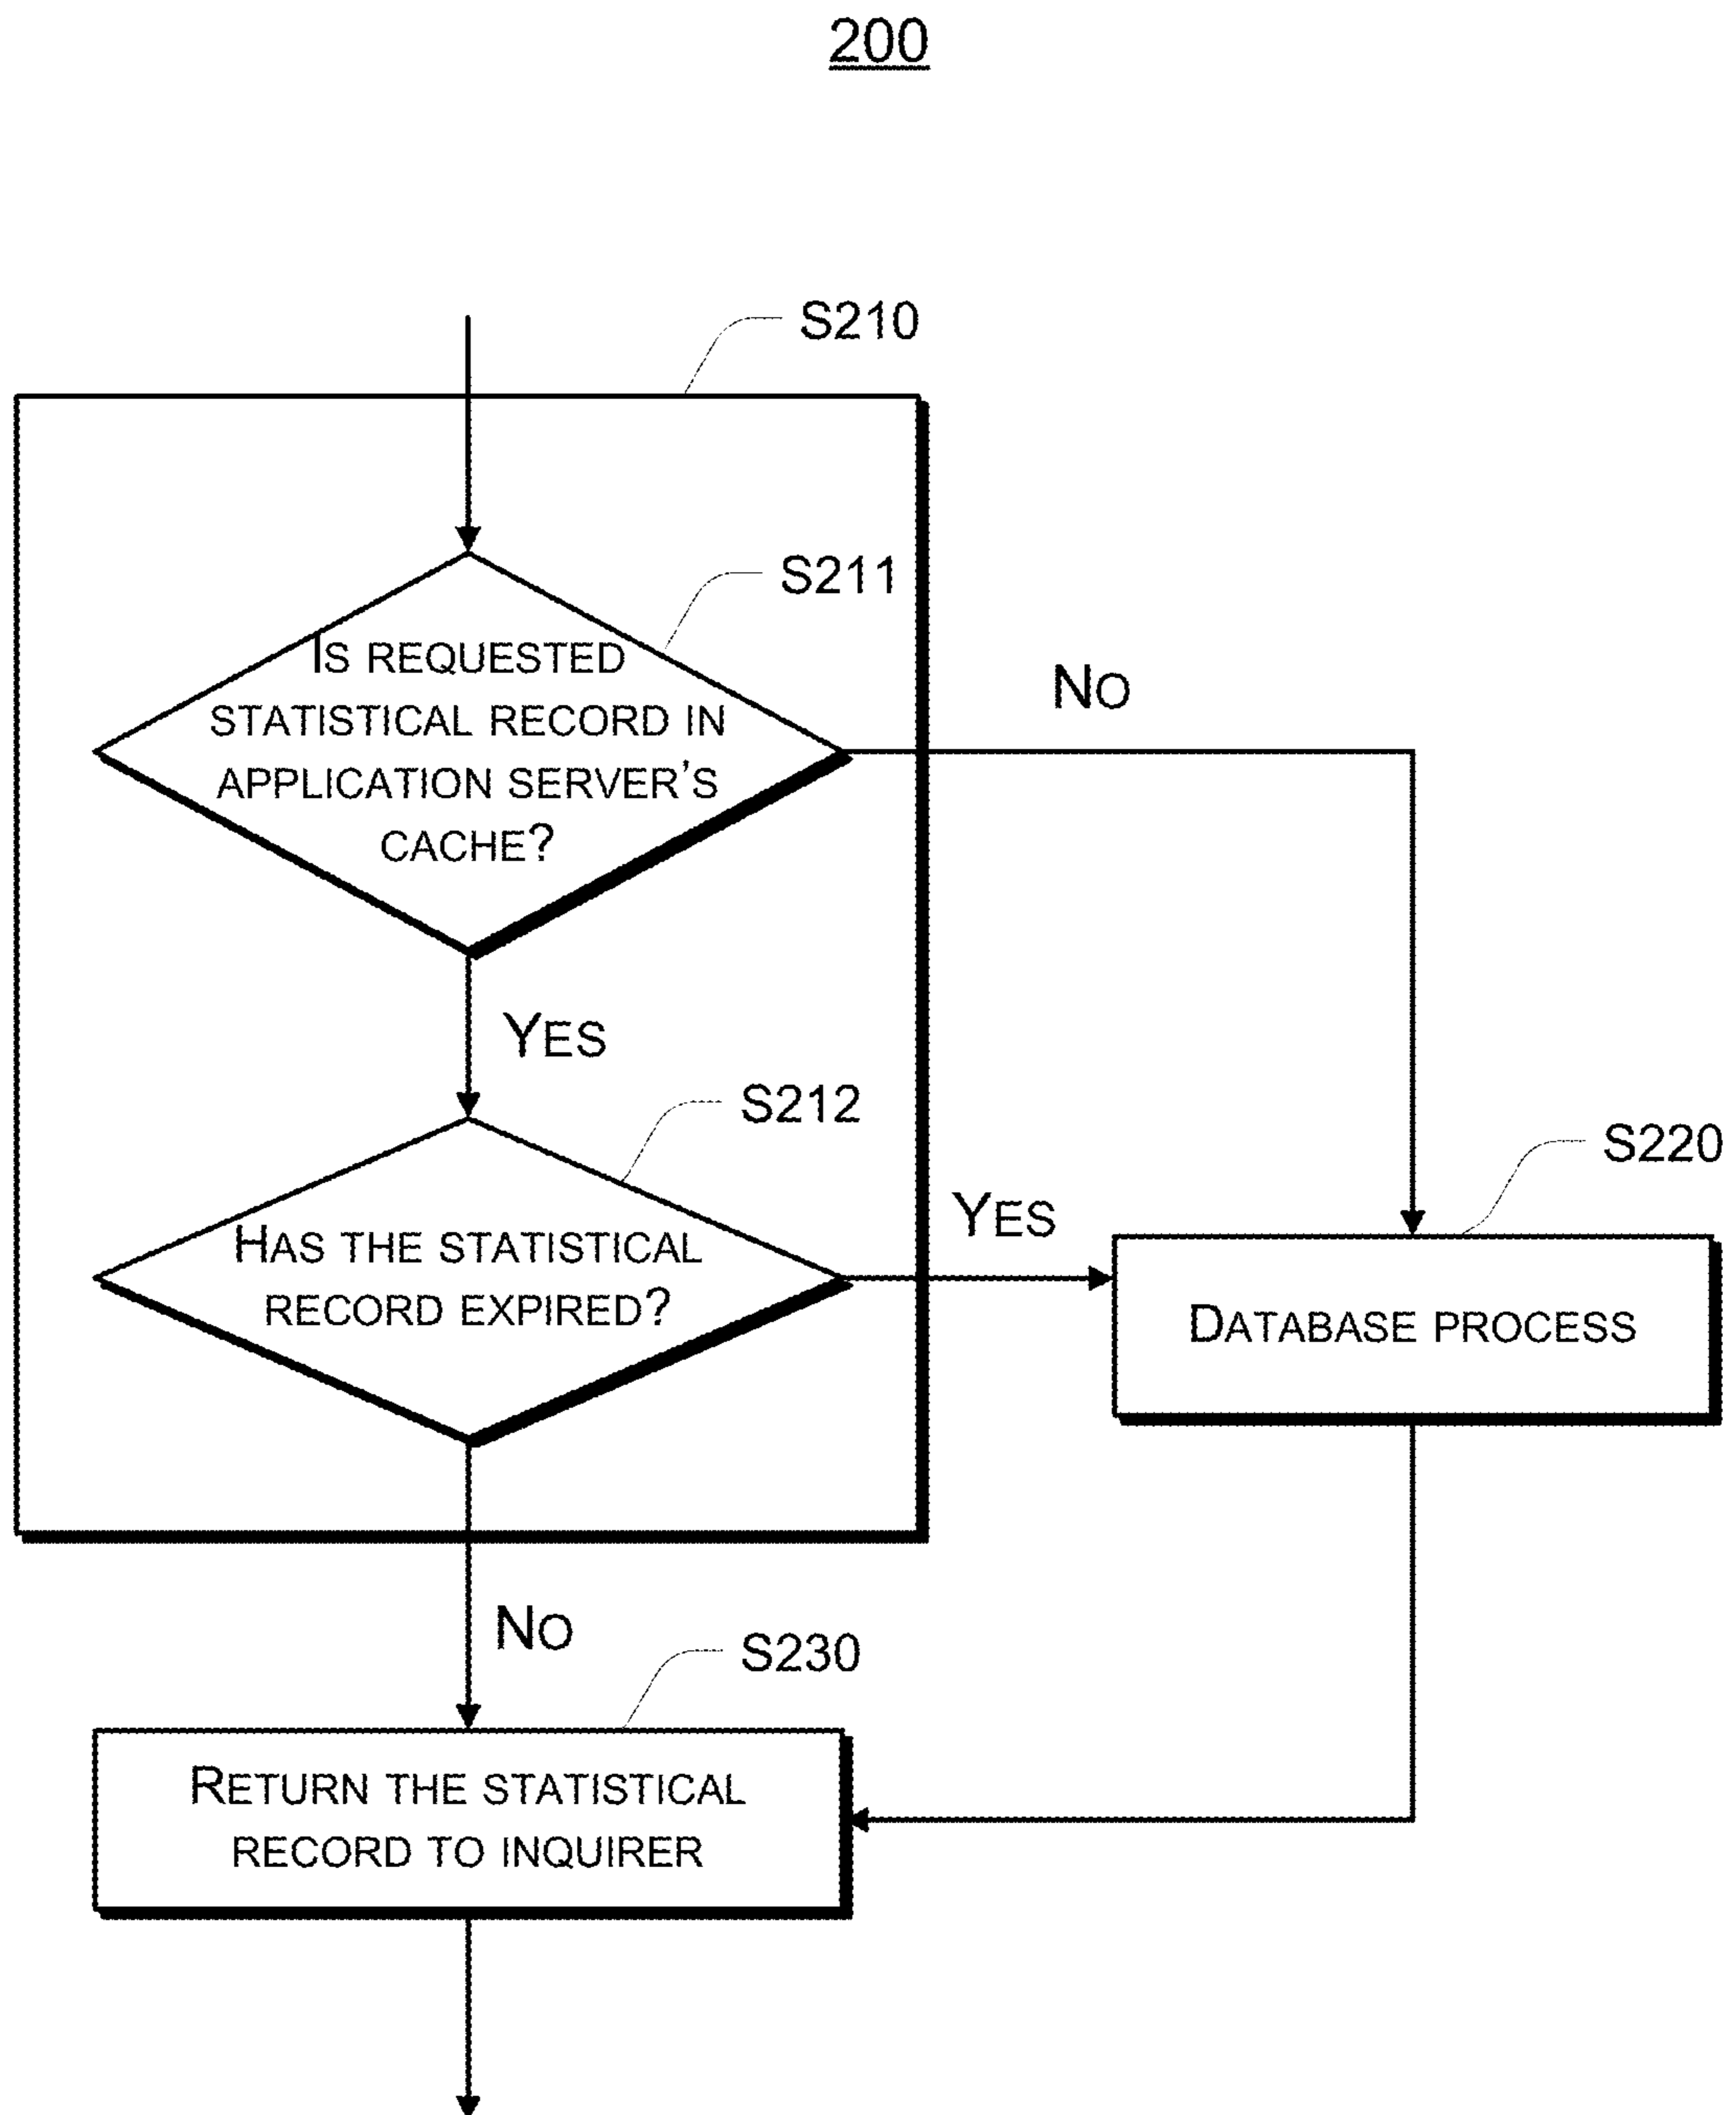 200
S210
S211
Is requested
statistical record in
application server's
cache?
No
Yes
S212
Has the statistical
record expired?
Yes
S220
Database process
No
S230
Return the statistical
record to inquirer